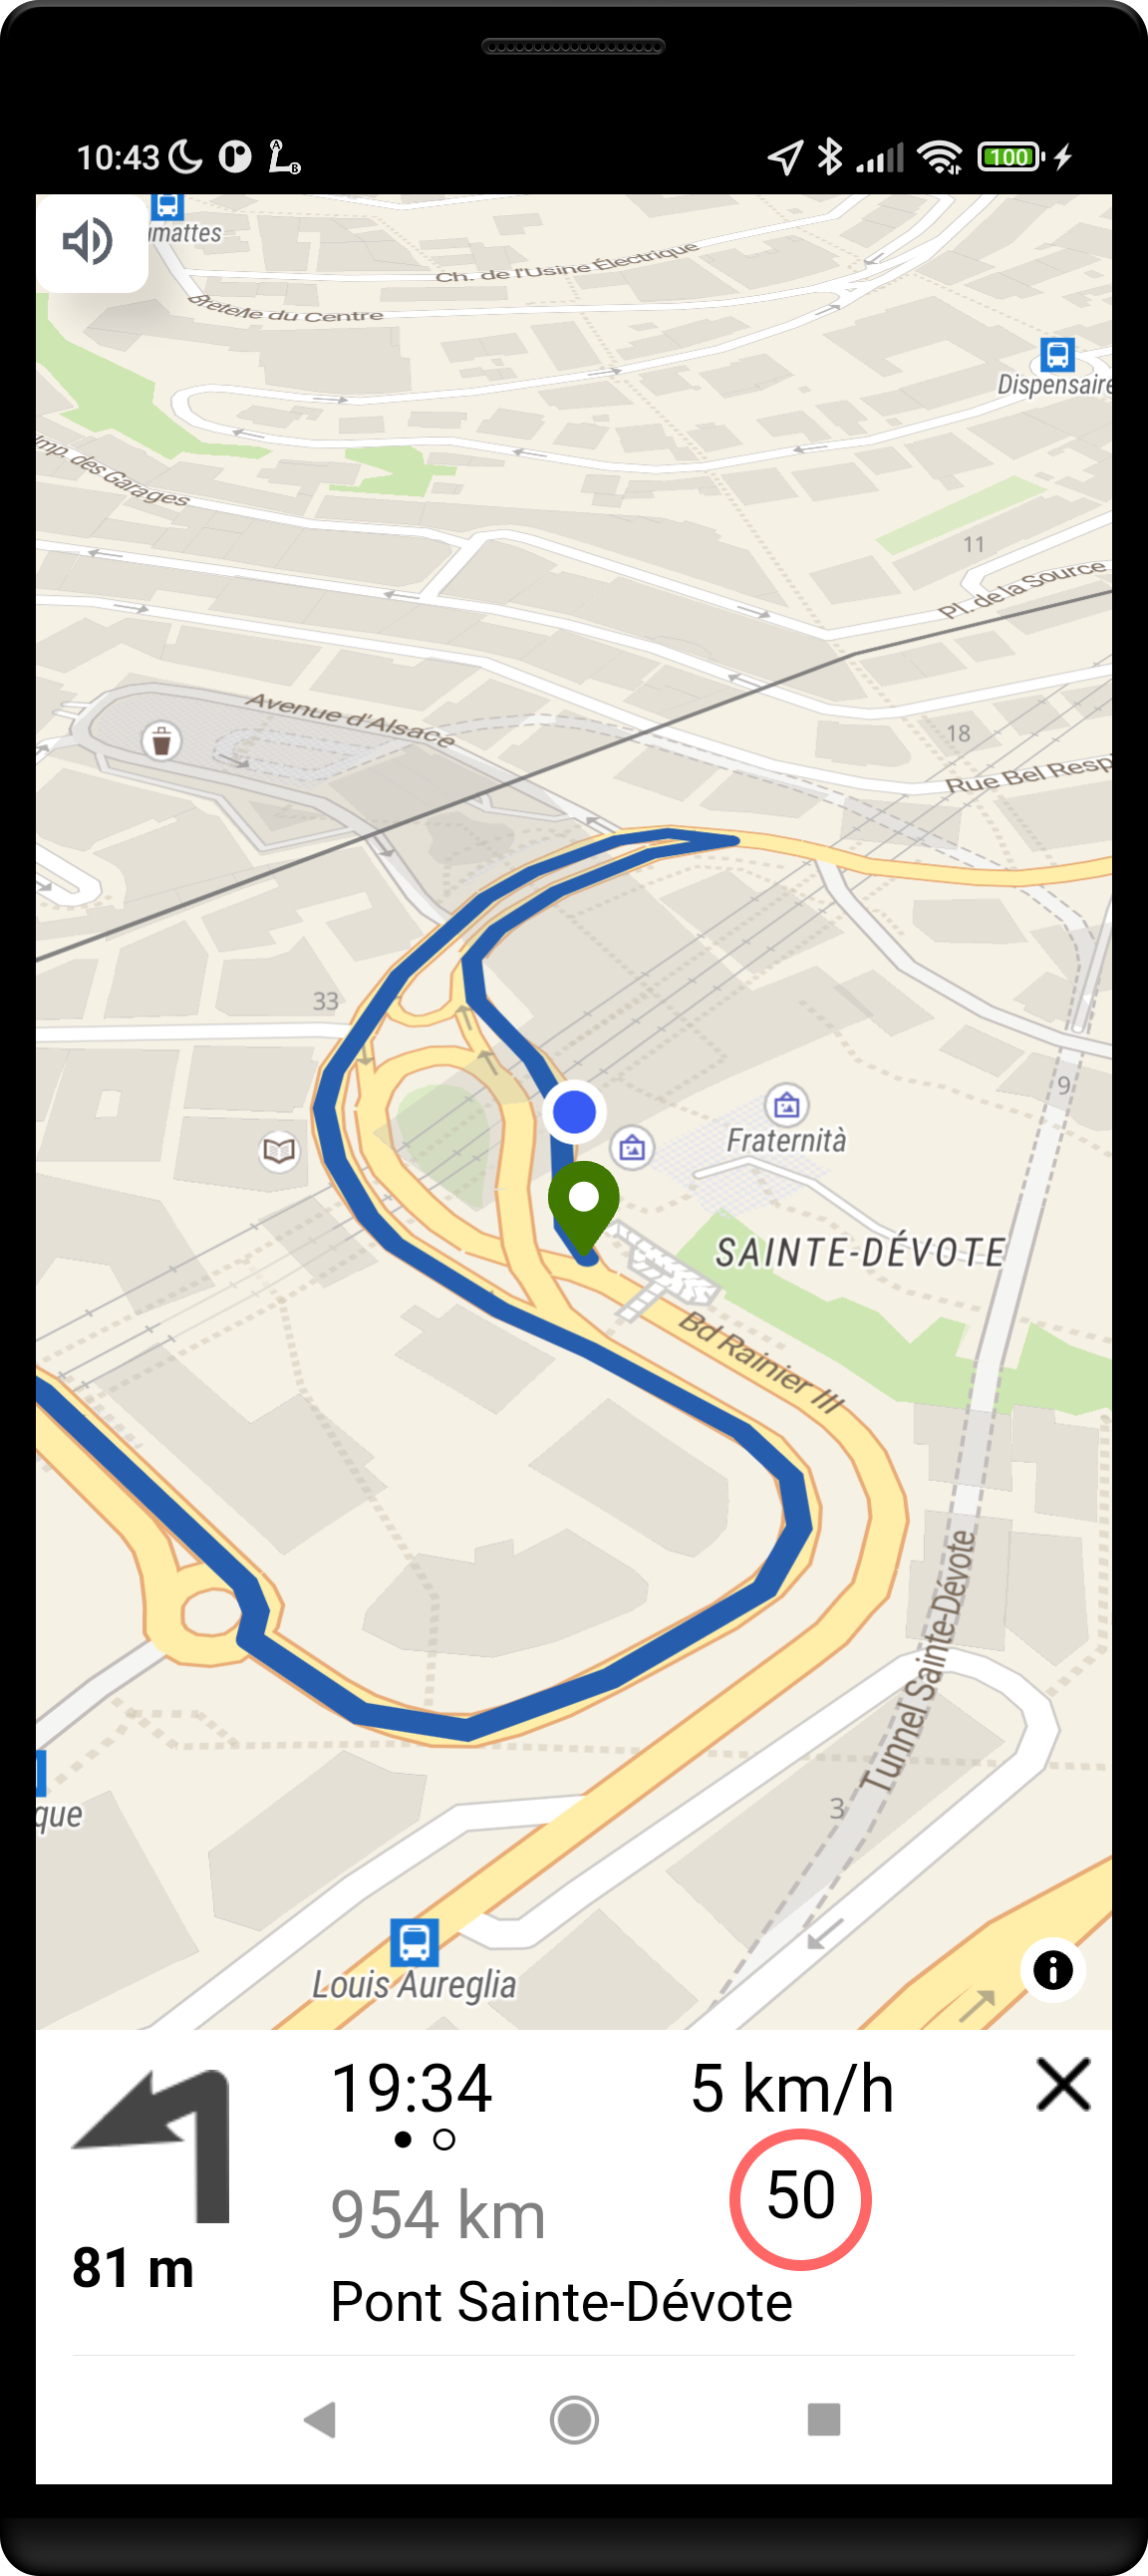 10:43
A
B
100
umattes
Ch. de l'Usine Électrique
Bretelle du Centre
Dispensaire
Imp. des Garages
11
Pl. de la Source
Avenue d'Alsace
18
Rue Bel Resp
33
9
Fraternità
SAINTE-DÉVOTE
Bd Rainier III
Tunnel Sainte-Dévote
3
que
Louis Aureglia
19:34
5 km/h
954 km
50
81 m
Pont Sainte-Dévote